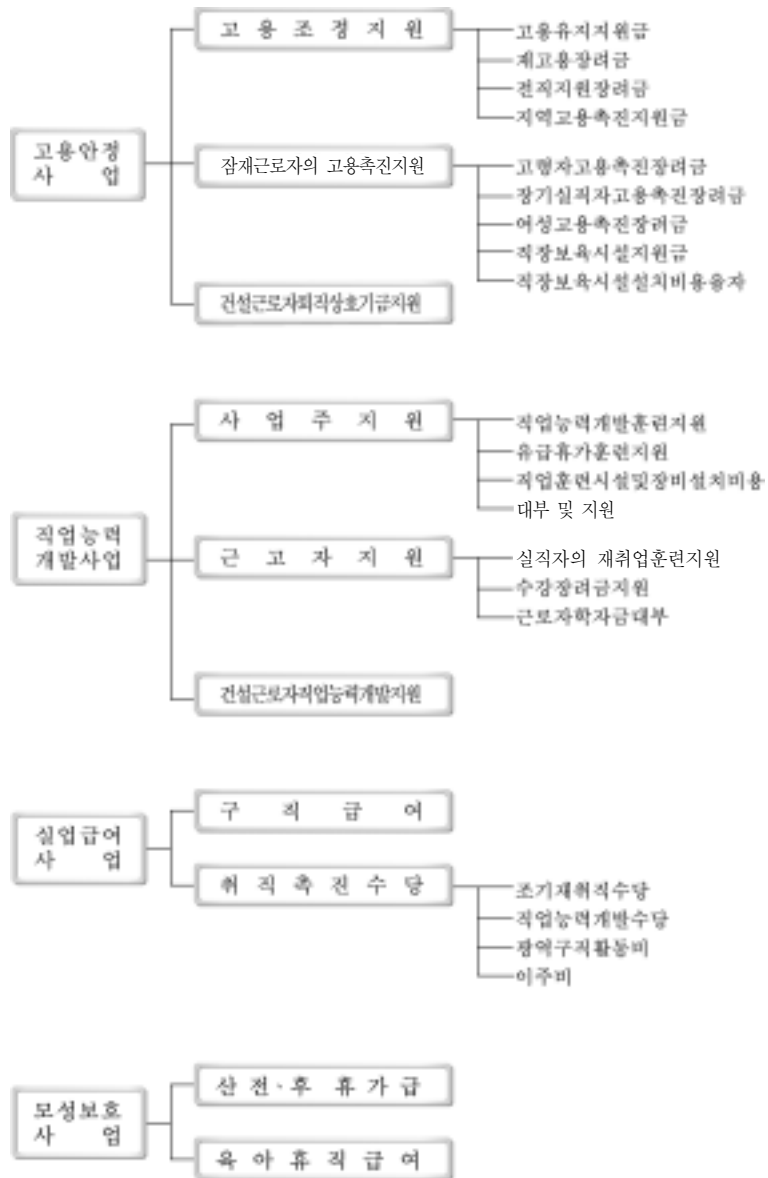 고용안정
사 업
고 용 조 정 지 원
고용유지지원금
재고용장려금
전직지원장려금
지역고용촉진지원금
잠재근로자의 고용촉진지원
고령자고용촉진장려금
장기실직자고용촉진장려금
여성고용촉진장려금
직장보육시설지원금
직장보육시설설치비용융자
건설근로자퇴직상호기금지원
직업능력
개발사업
사 업 주 지 원
직업능력개발훈련지원
유급휴가훈련지원
직업훈련시설및장비설치비용
대부 및 지원
근 고 자 지 원
실직자의 재취업훈련지원
수강장려금지원
근로자학자금대부
건설근로자직업능력개발지원
실업급여
사 업
구 직 급 여
취 직 촉 진 수 당
조기재취직수당
직업능력개발수당
광역구직활동비
이주비
모성보호
사 업
산 전·후 휴 가 급
육 아 휴 직 급 여